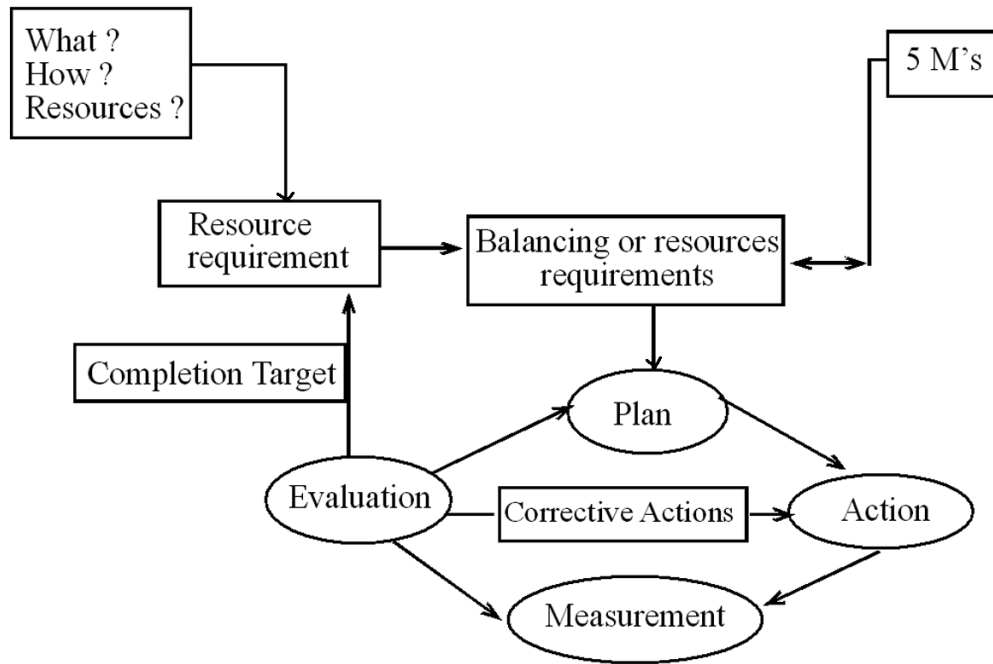 What ?
How ?
Resources ?
5 M's
Resource
requirement
Balancing or resources
requirements
Completion Target
Plan
Evaluation
Corrective Actions
Action
Measurement